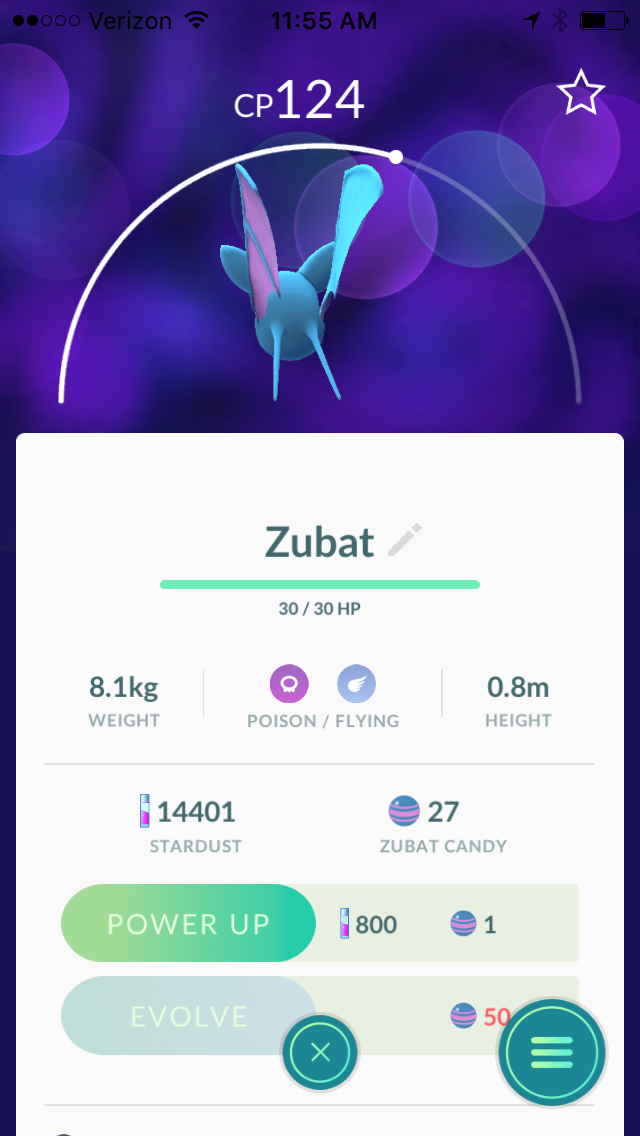 Verizon 11:55 AM
CP124
Zubat
30 / 30 HP
8.1kg 0.8m
WEIGHT POISON / FLYING HEIGHT
14401 27
STARDUST ZUBAT CANDY
POWER UP 800 1
EVOLVE 50